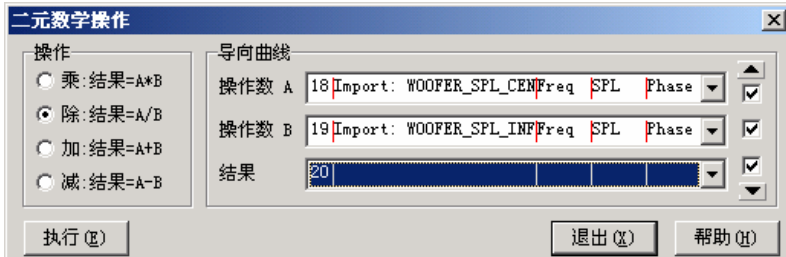 二元数学操作
操作
乘:结果=A*B
除:结果=A/B
加:结果=A+B
减:结果=A-B
导向曲线
操作数 A 18 Import: WOOFER_SPL_CEN Freq SPL Phase
操作数 B 19 Import: WOOFER_SPL_INF Freq SPL Phase
结果 20
执行(E) 退出(X) 帮助(H)